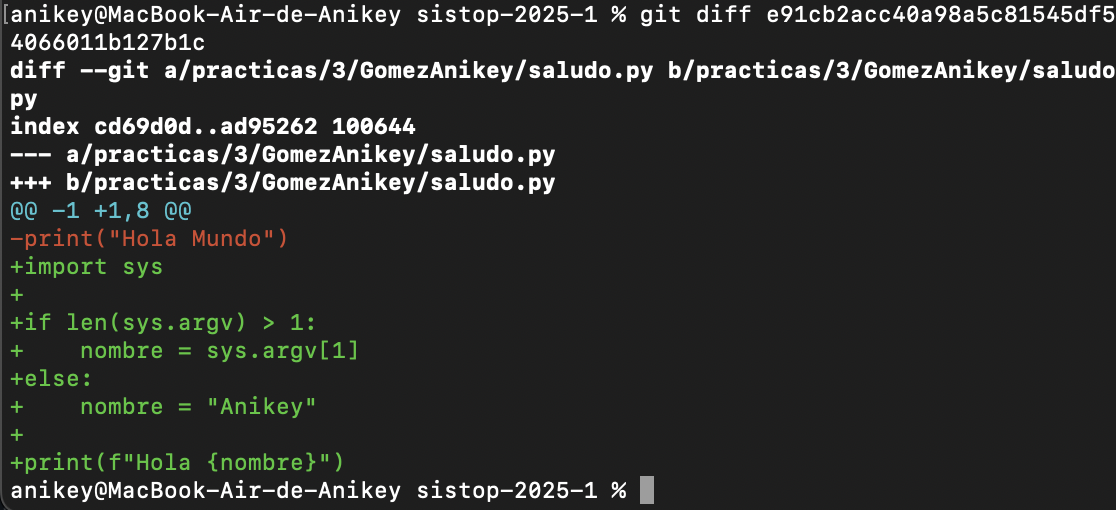 [anikey@MacBook-Air-de-Anikey sistop-2025-1 % git diff e91cb2acc40a98a5c81545df5
4066011b127b1c
diff --git a/practicas/3/GomezAnikey/saludo.py b/practicas/3/GomezAnikey/saludo
py
index cd69d0d..ad95262 100644
--- a/practicas/3/GomezAnikey/saludo.py
+++ b/practicas/3/GomezAnikey/saludo.py
@@ -1 +1,8 @@
-print("Hola Mundo")
+import sys
+
+if len(sys.argv) > 1:
+    nombre = sys.argv[1]
+else:
+    nombre = "Anikey"
+
+print(f"Hola {nombre}")
anikey@MacBook-Air-de-Anikey sistop-2025-1 %